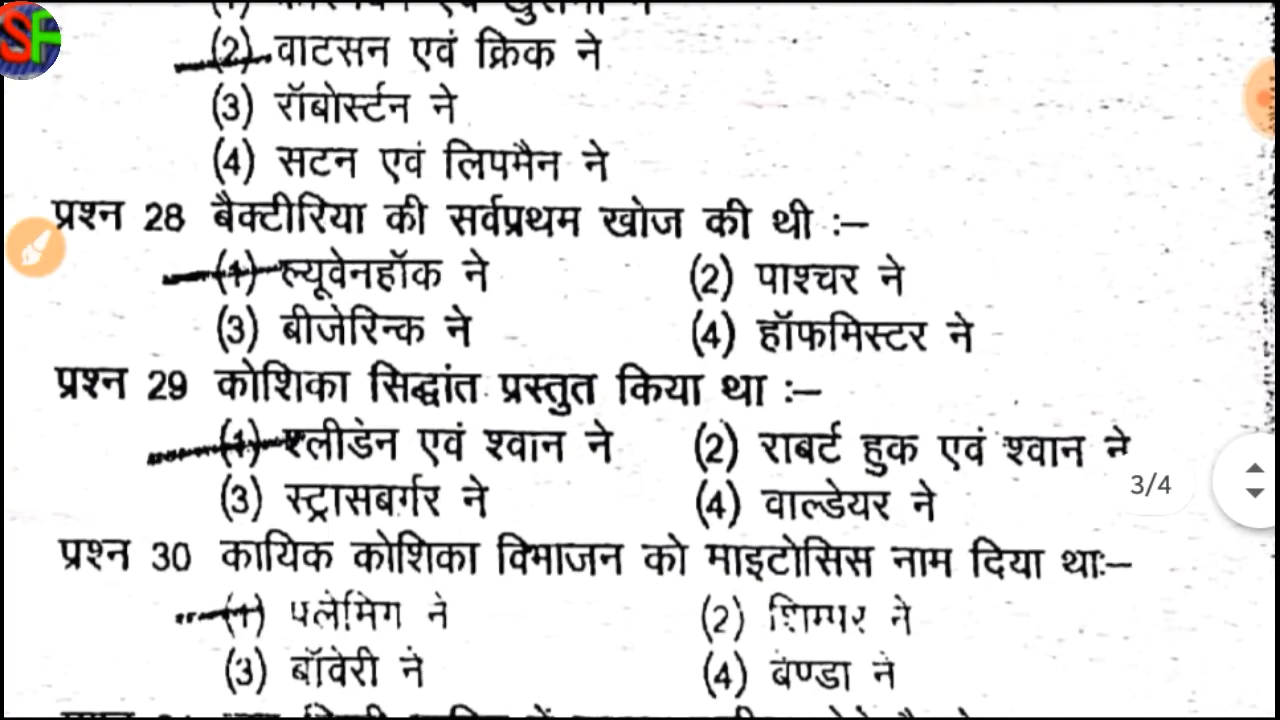 SF
(2) वाटसन एवं क्रिक ने
(3) रॉबोर्स्टन ने
(4) सटन एवं लिपमैन ने
प्रश्न 28 बैक्टीरिया की सर्वप्रथम खोज की थी :–
(1) ल्यूवेनहॉक ने (2) पाश्चर ने
(3) बीजेरिन्क ने (4) हॉफमिस्टर ने
प्रश्न 29 कोशिका सिद्धांत प्रस्तुत किया था :–
(1) श्लीडेन एवं श्वान ने (2) राबर्ट हुक एवं श्वान ने
(3) स्ट्रासबर्गर ने (4) वाल्डेयर ने
3/4
प्रश्न 30 कायिक कोशिका विभाजन को माइटोसिस नाम दिया था:–
(1) फ्लेमिंग ने (2) ने
(3) बॉवेरी ने (4) बेण्डा ने